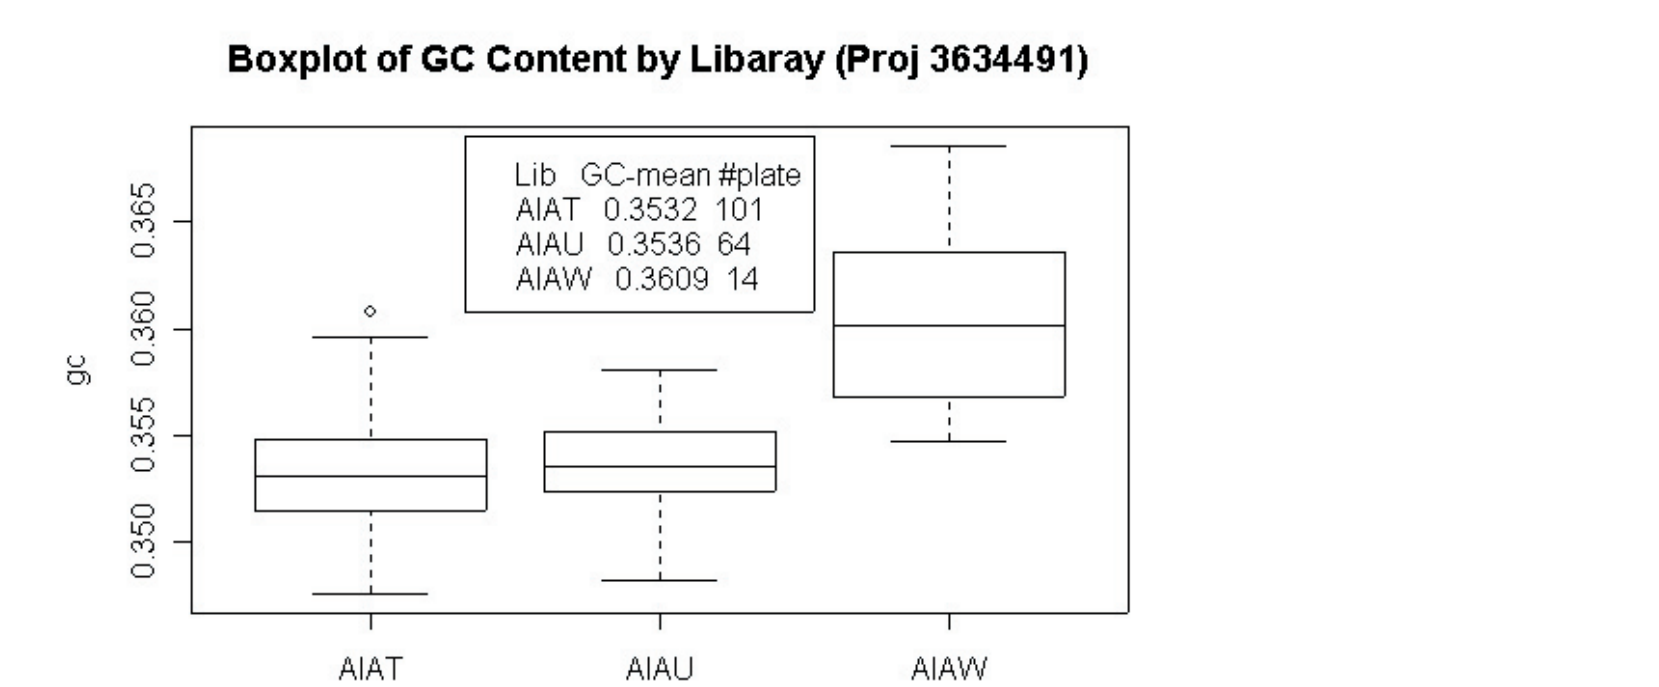 Boxplot of GC Content by Libaray (Proj 3634491)
Lib GC-mean #plate
AIAT 0.3532 101
AIAU 0.3536 64
AIAW 0.3609 14
0.365
0.360
0.355
0.350
gc
AIAT AIAU AIAW